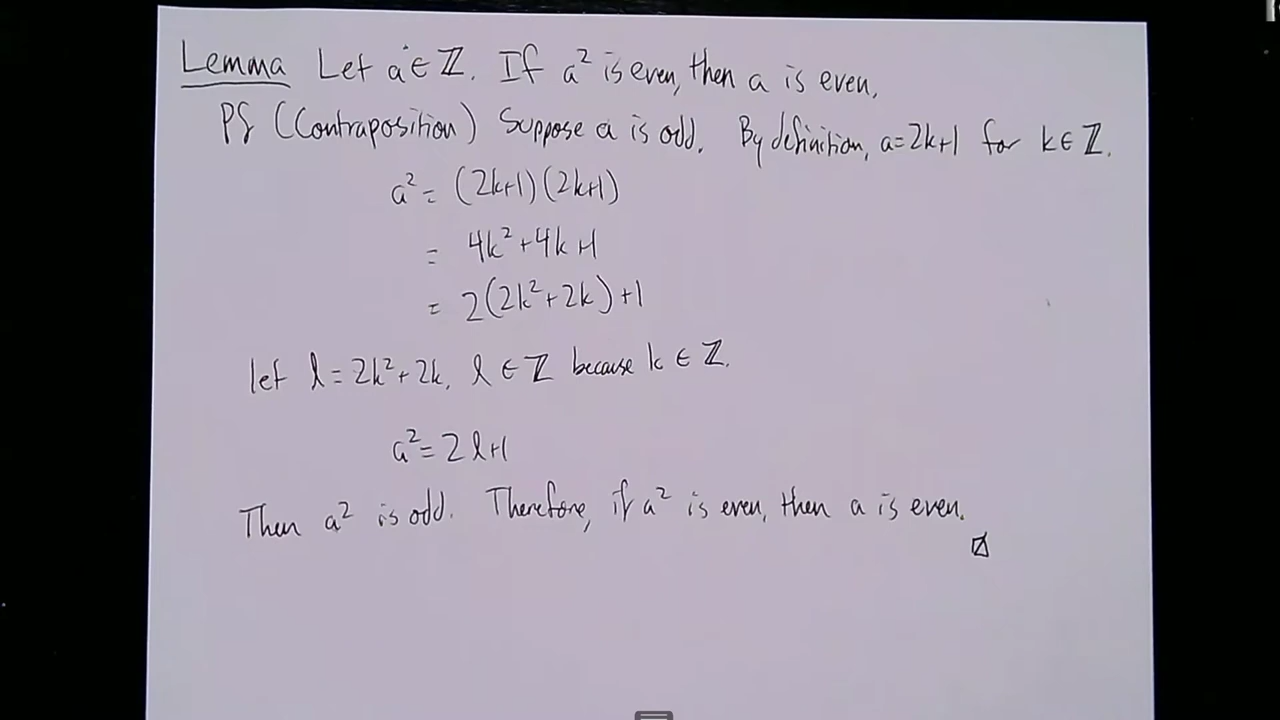 Lemma Let a ∈ ℤ. If a² is even, then a is even.
Pf (Contraposition) Suppose a is odd. By definition, a=2k+1 for k ∈ ℤ.
a² = (2k+1)(2k+1)
= 4k²+4k+1
= 2(2k²+2k)+1
let l = 2k²+2k, l ∈ ℤ because k ∈ ℤ.
a² = 2l+1
Then a² is odd. Therefore, if a² is even, then a is even.